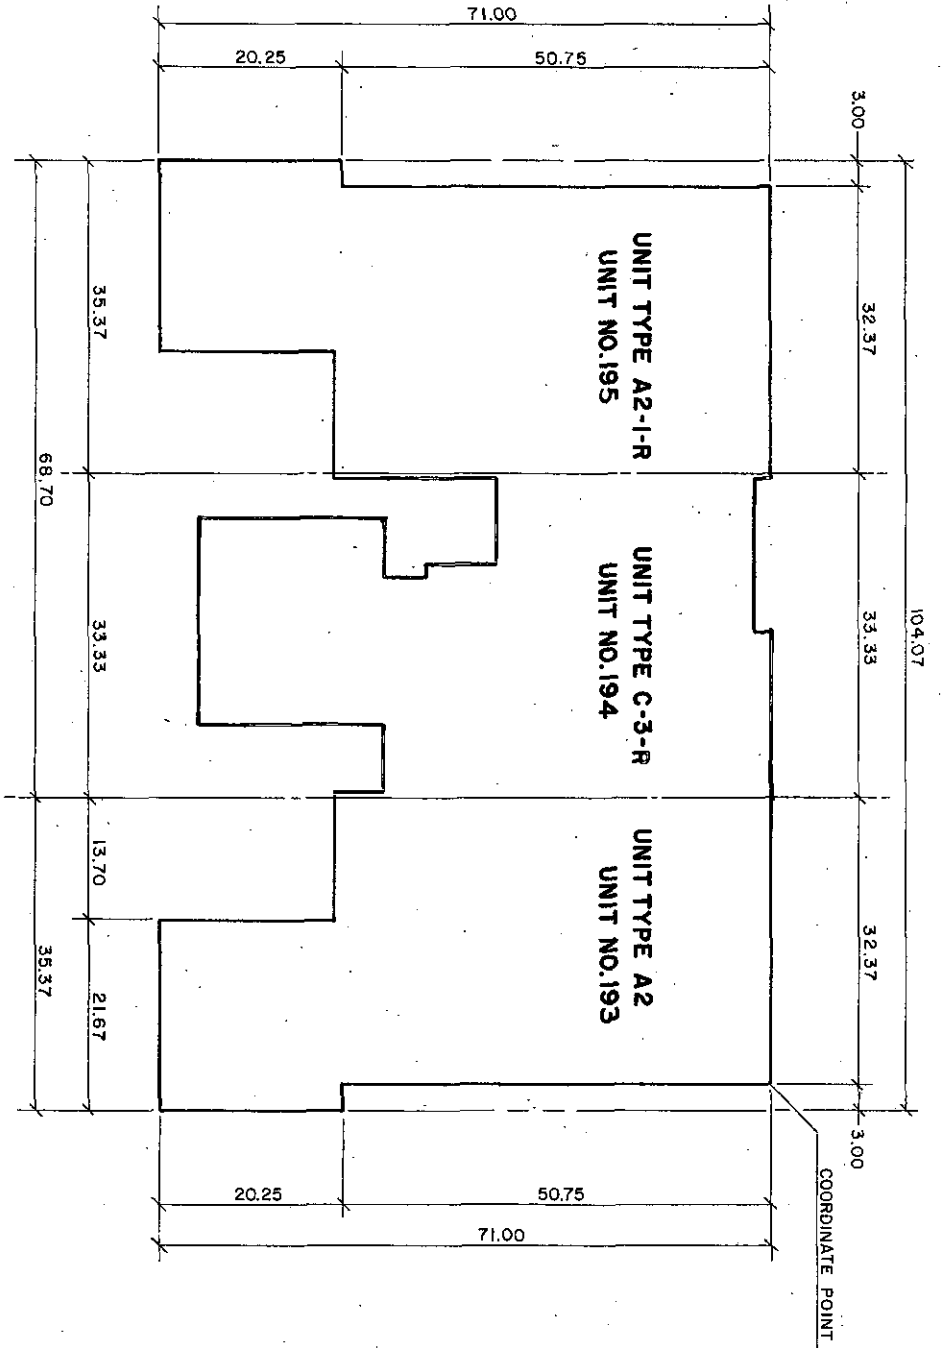 71.00
20.25
50.75
3.00
32.37
33.33
32.37
3.00
104.07
35.37
33.33
13.70
21.67
68.70
35.37
UNIT TYPE A2-1-R
UNIT NO.195
UNIT TYPE C-3-R
UNIT NO.194
UNIT TYPE A2
UNIT NO.193
20.25
50.75
71.00
COORDINATE POINT